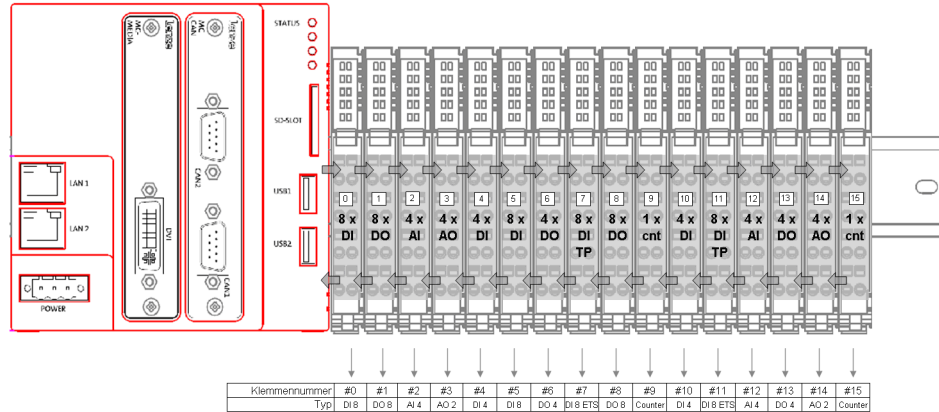 MC-MEDIA
MC CAN
STATUS
SD-SLOT
CAN2
LAN 1
USB1
LAN 2
DVI
USB2
CAN1
POWER
0 1 2 3 4 5 6 7 8 9 10 11 12 13 14 15
8 x 8 x 4 x 4 x 4 x 8 x 4 x 8 x 8 x 1 x 4 x 8 x 4 x 4 x 4 x 1 x
DI DO AI AO DI DI DO DI DO cnt DI DI AI DO AO cnt
TP TP
Klemmennummer #0 #1 #2 #3 #4 #5 #6 #7 #8 #9 #10 #11 #12 #13 #14 #15
Typ DI 8 DO 8 AI 4 AO 2 DI 4 DI 8 DO 4 DI 8 ETS DO 8 Counter DI 4 DI 8 ETS AI 4 DO 4 AO 2 Counter